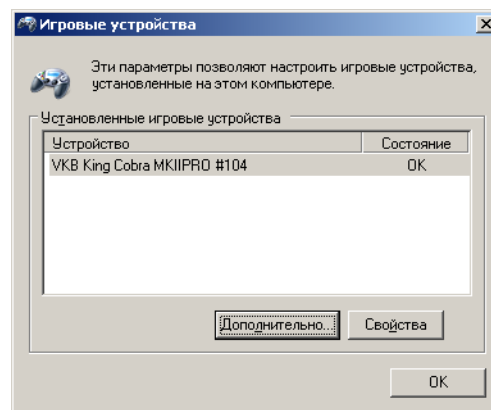 Игровые устройства
Эти параметры позволяют настроить игровые устройства,
установленные на этом компьютере.
Установленные игровые устройства
Устройство Состояние
VKB King Cobra MKIIPRO #104 OK
Дополнительно... Свойства
OK